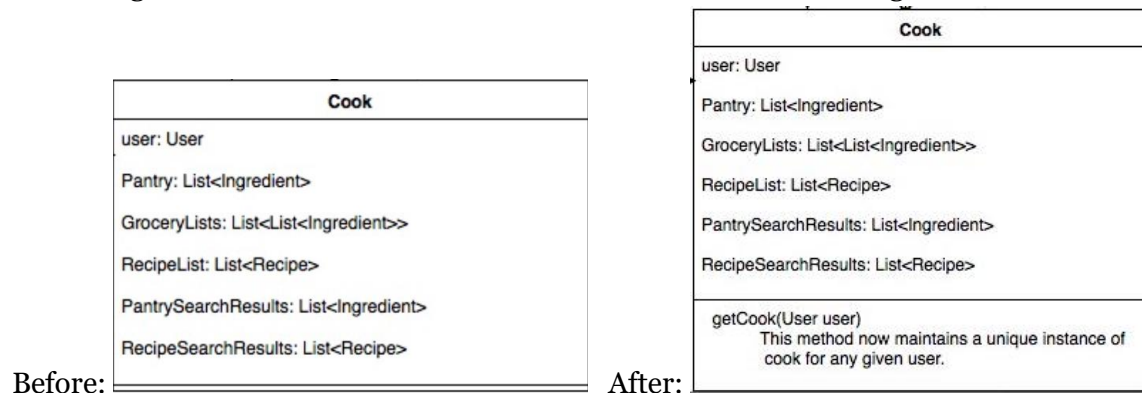 Before:
Cook
user: User
Pantry: List<Ingredient>
GroceryLists: List<List<Ingredient>>
RecipeList: List<Recipe>
PantrySearchResults: List<Ingredient>
RecipeSearchResults: List<Recipe>
After:
Cook
user: User
Pantry: List<Ingredient>
GroceryLists: List<List<Ingredient>>
RecipeList: List<Recipe>
PantrySearchResults: List<Ingredient>
RecipeSearchResults: List<Recipe>
getCook(User user)
This method now maintains a unique instance of
cook for any given user.